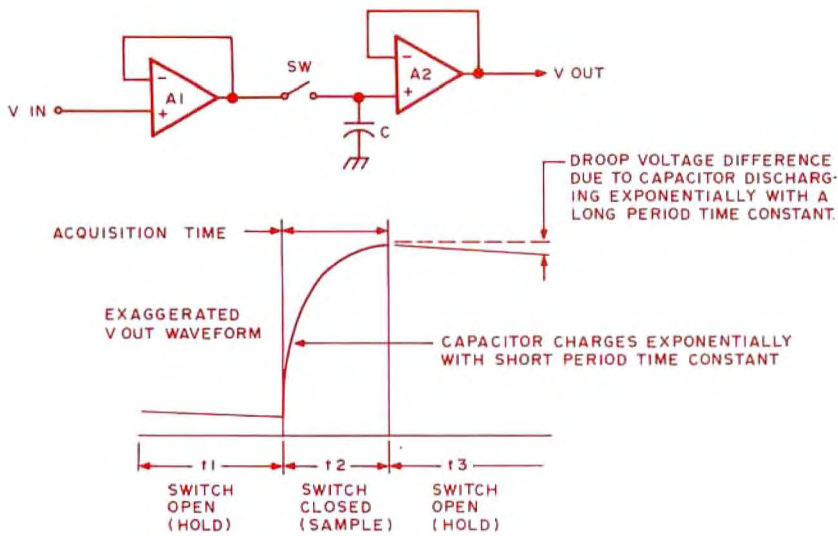 SW
V IN
A1
-
+
A2
-
+
V OUT
C
DROOP VOLTAGE DIFFERENCE
DUE TO CAPACITOR DISCHARG-
ING EXPONENTIALLY WITH A
LONG PERIOD TIME CONSTANT.
ACQUISITION TIME
EXAGGERATED
V OUT WAVEFORM
CAPACITOR CHARGES EXPONENTIALLY
WITH SHORT PERIOD TIME CONSTANT
t1
t2
t3
SWITCH
OPEN
(HOLD)
SWITCH
CLOSED
(SAMPLE)
SWITCH
OPEN
(HOLD)